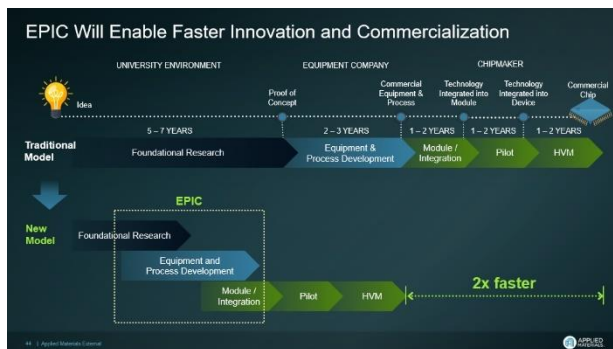 EPIC Will Enable Faster Innovation and Commercialization
UNIVERSITY ENVIRONMENT
EQUIPMENT COMPANY
CHIPMAKER
Idea
Proof of
Concept
Commercial
Equipment &
Process
Technology
Integrated into
Module
Technology
Integrated into
Device
Commercial
Chip
5 – 7 YEARS
2 – 3 YEARS
1 – 2 YEARS
1 – 2 YEARS
1 – 2 YEARS
Traditional
Model
Foundational Research
Equipment &
Process Development
Module /
Integration
Pilot
HVM
EPIC
New
Model
Foundational Research
Equipment and
Process Development
Module /
Integration
Pilot
HVM
2x faster
44 | Applied Materials External
APPLIED
MATERIALS